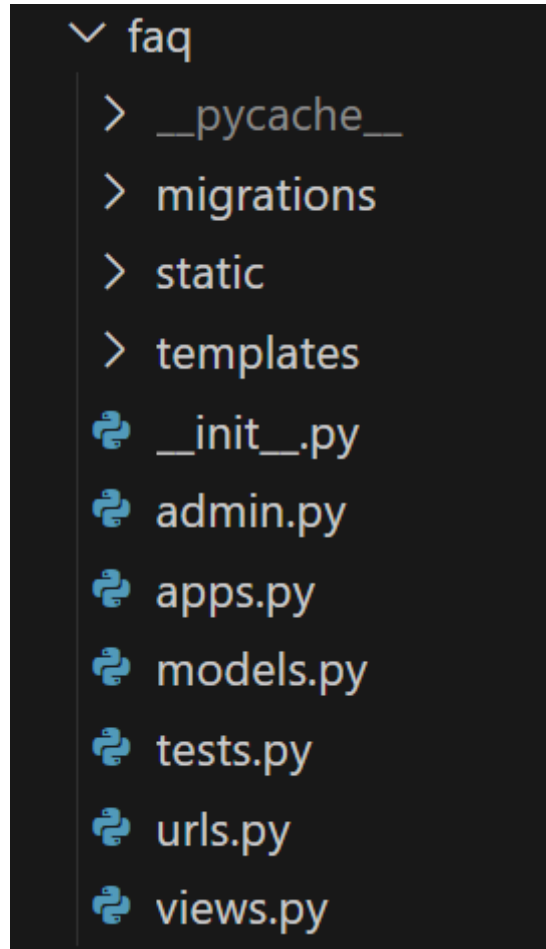 faq
__pycache__
migrations
static
templates
__init__.py
admin.py
apps.py
models.py
tests.py
urls.py
views.py